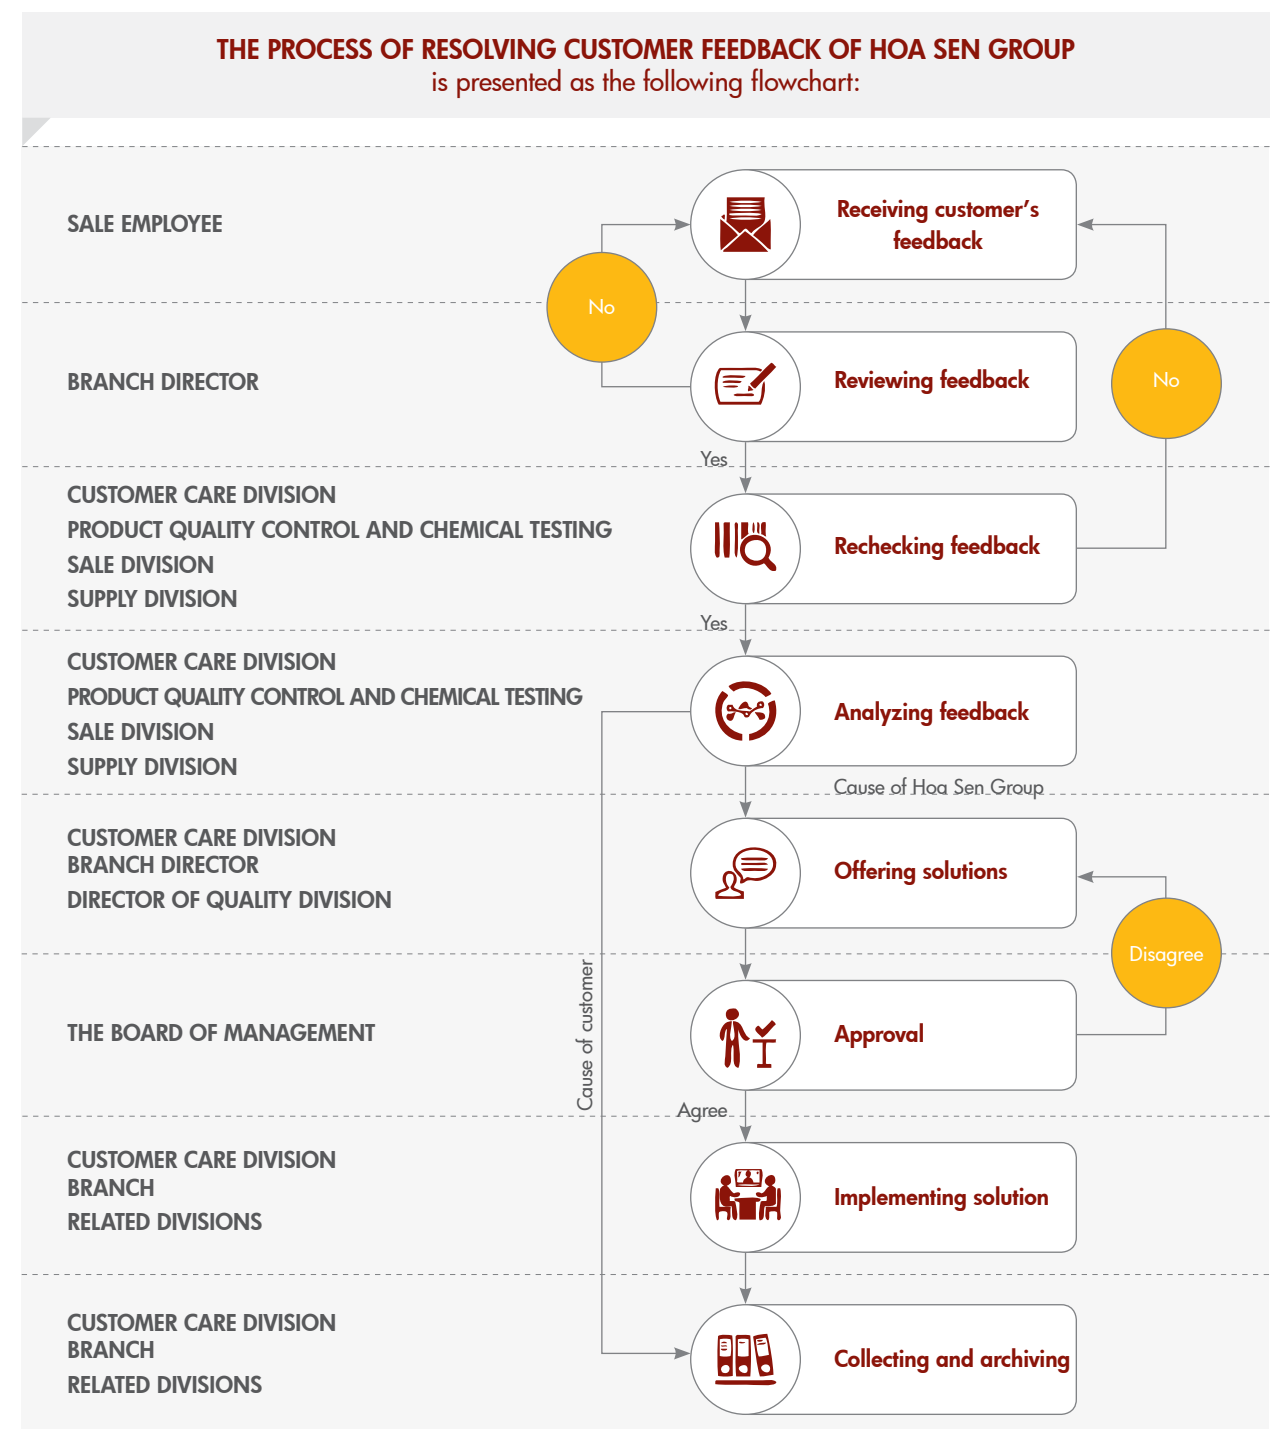 THE PROCESS OF RESOLVING CUSTOMER FEEDBACK OF HOA SEN GROUP
is presented as the following flowchart:
SALE EMPLOYEE
Receiving customer's
feedback
No
BRANCH DIRECTOR
Reviewing feedback
No
Yes
CUSTOMER CARE DIVISION
PRODUCT QUALITY CONTROL AND CHEMICAL TESTING
SALE DIVISION
SUPPLY DIVISION
Rechecking feedback
Yes
CUSTOMER CARE DIVISION
PRODUCT QUALITY CONTROL AND CHEMICAL TESTING
SALE DIVISION
SUPPLY DIVISION
Analyzing feedback
Cause of Hoa Sen Group
CUSTOMER CARE DIVISION
BRANCH DIRECTOR
DIRECTOR OF QUALITY DIVISION
Offering solutions
Disagree
Cause of customer
THE BOARD OF MANAGEMENT
Approval
Agree
CUSTOMER CARE DIVISION
BRANCH
RELATED DIVISIONS
Implementing solution
CUSTOMER CARE DIVISION
BRANCH
RELATED DIVISIONS
Collecting and archiving